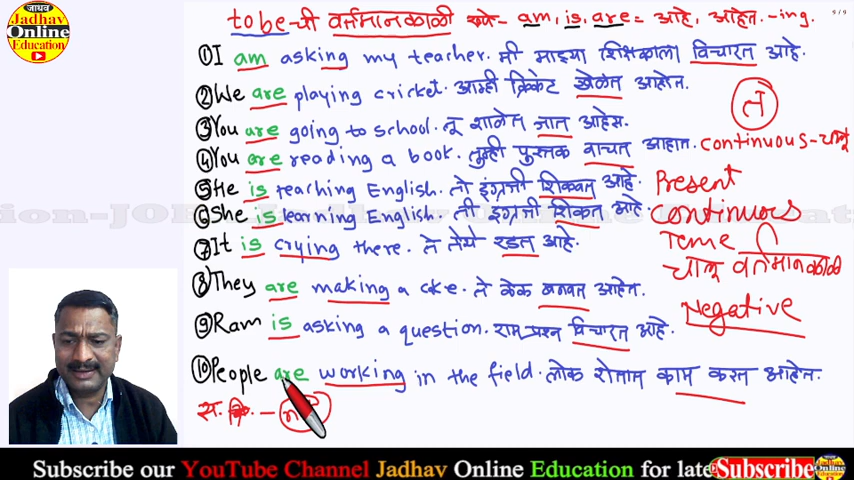 जाधव
Jadhav
Online
Education
to be ची वर्तमानकाळी रूपे- am, is, are = आहे, आहेत. -ing.
9/9
① I am asking my teacher. मी माझ्या शिक्षकाला विचारत आहे.
② We are playing cricket. आम्ही क्रिकेट खेळत आहोत.
त
③ You are going to school. तू शाळेत जात आहेस.
④ You are reading a book. तुम्ही पुस्तक वाचत आहात. continuous-चालू
⑤ He is teaching English. तो इंग्रजी शिकवत आहे. Present
⑥ She is learning English. ती इंग्रजी शिकत आहे. continuous
⑦ It is crying there. ते तेथे रडत आहे. Teme
चालू वर्तमानकाळ
⑧ They are making a cke. ते केक बनवत आहेत.
Negative
⑨ Ram is asking a question. राम प्रश्न विचारत आहे.
⑩ People are working in the field. लोक शेतात काम करत आहेत.
Subscribe our YouTube Channel Jadhav Online Education for late
Subscribe